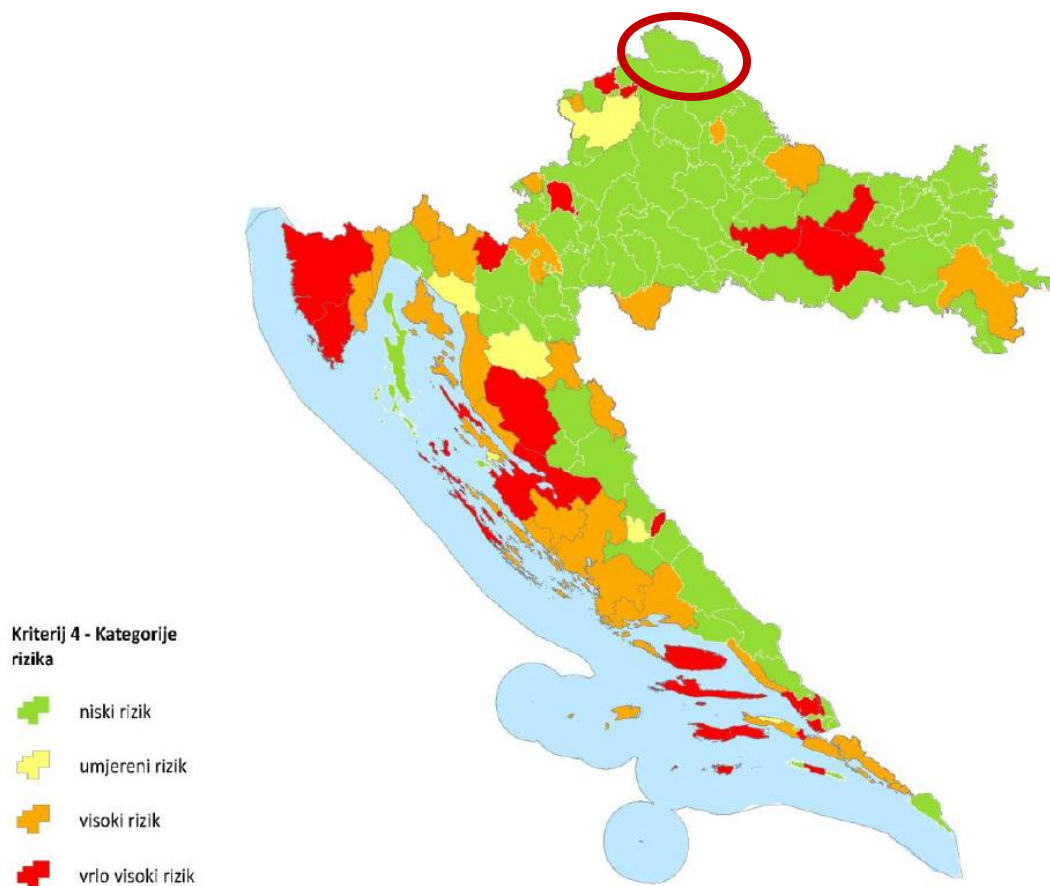 Kriterij 4 - Kategorije
rizika
niski rizik
umjereni rizik
visoki rizik
vrlo visoki rizik